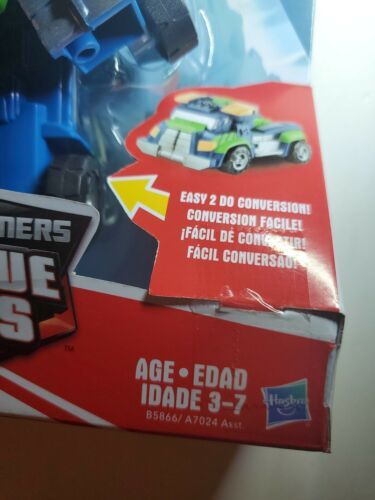 EASY 2 DO CONVERSION!
CONVERSION FACILE!
¡FÁCIL DE CONVERTIR!
FÁCIL CONVERSÃO!
TM
AGE • EDAD
IDADE 3-7
B5866/ A7024 Asst.
Hasbro